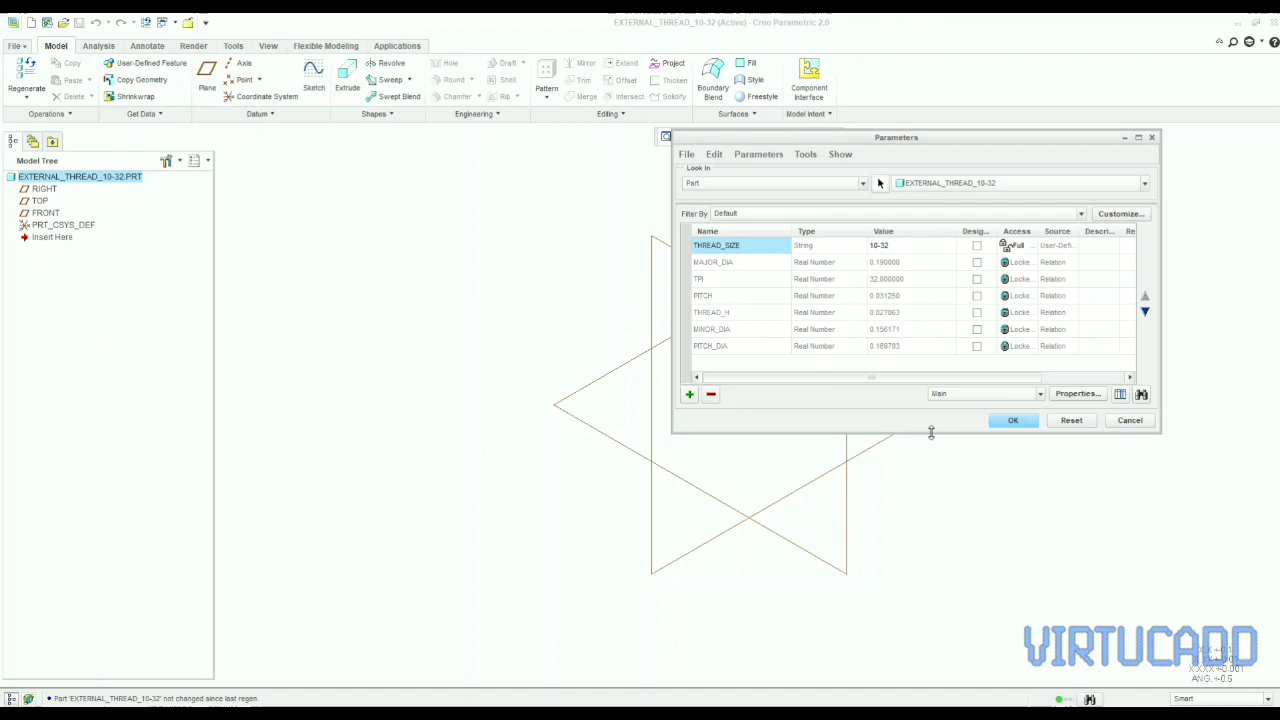 EXTERNAL_THREAD_10-32 (Active) - Creo Parametric 2.0
File Model Analysis Annotate Render Tools View Flexible Modeling Applications
Copy User-Defined Feature Axis Revolve Hole Draft Mirror Extend Project Fill
Paste Copy Geometry Point Sweep Round Shell Trim Offset Thicken Style
Regenerate Delete Shrinkwrap Plane Coordinate System Sketch Extrude Swept Blend Chamfer Rib Pattern Merge Intersect Solidify Boundary Blend Freestyle Component Interface
Operations Get Data Datum Shapes Engineering Editing Surfaces Model Intent
Model Tree
EXTERNAL_THREAD_10-32.PRT
RIGHT
TOP
FRONT
PRT_CSYS_DEF
Insert Here
Parameters
File Edit Parameters Tools Show
Look In
Part EXTERNAL_THREAD_10-32
Filter By Default Customize...
Name Type Value Desig... Access Source Descri... Re
THREAD_SIZE String 10-32 Full ... User-Defi...
MAJOR_DIA Real Number 0.190000 Locke... Relation
TPI Real Number 32.000000 Locke... Relation
PITCH Real Number 0.031250 Locke... Relation
THREAD_H Real Number 0.027063 Locke... Relation
MINOR_DIA Real Number 0.156171 Locke... Relation
PITCH_DIA Real Number 0.169703 Locke... Relation
Main Properties...
OK Reset Cancel
VIRTUCADD
ANG. +-0.5
Part 'EXTERNAL_THREAD_10-32' not changed since last regen.
Smart